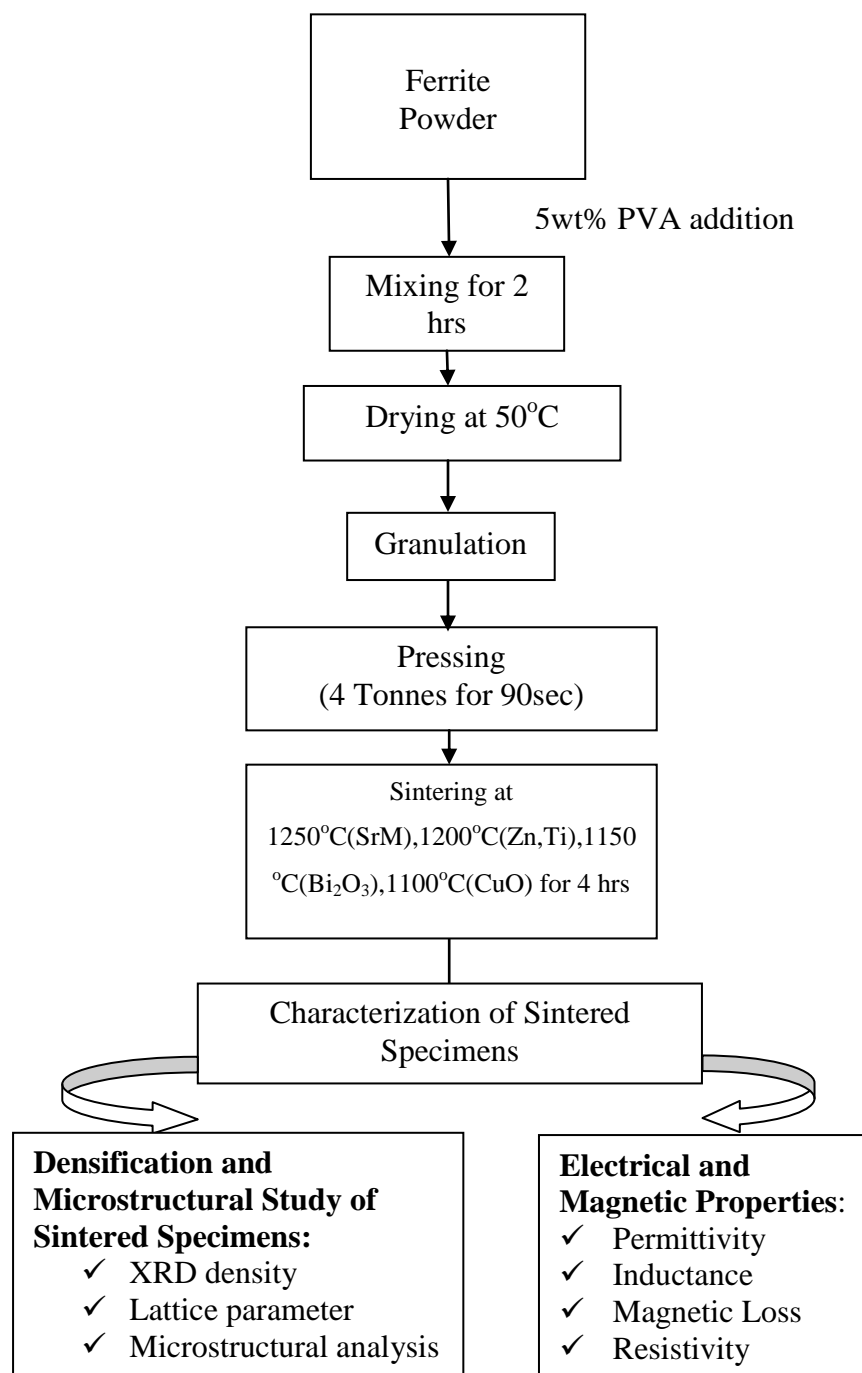 Ferrite
Powder
5wt% PVA addition
Mixing for 2
hrs
Drying at 50°C
Granulation
Pressing
(4 Tonnes for 90sec)
Sintering at
1250°C(SrM),1200°C(Zn,Ti),1150
°C(Bi₂O₃),1100°C(CuO) for 4 hrs
Characterization of Sintered
Specimens
Densification and
Microstructural Study of
Sintered Specimens:
✓ XRD density
✓ Lattice parameter
✓ Microstructural analysis
Electrical and
Magnetic Properties:
✓ Permittivity
✓ Inductance
✓ Magnetic Loss
✓ Resistivity